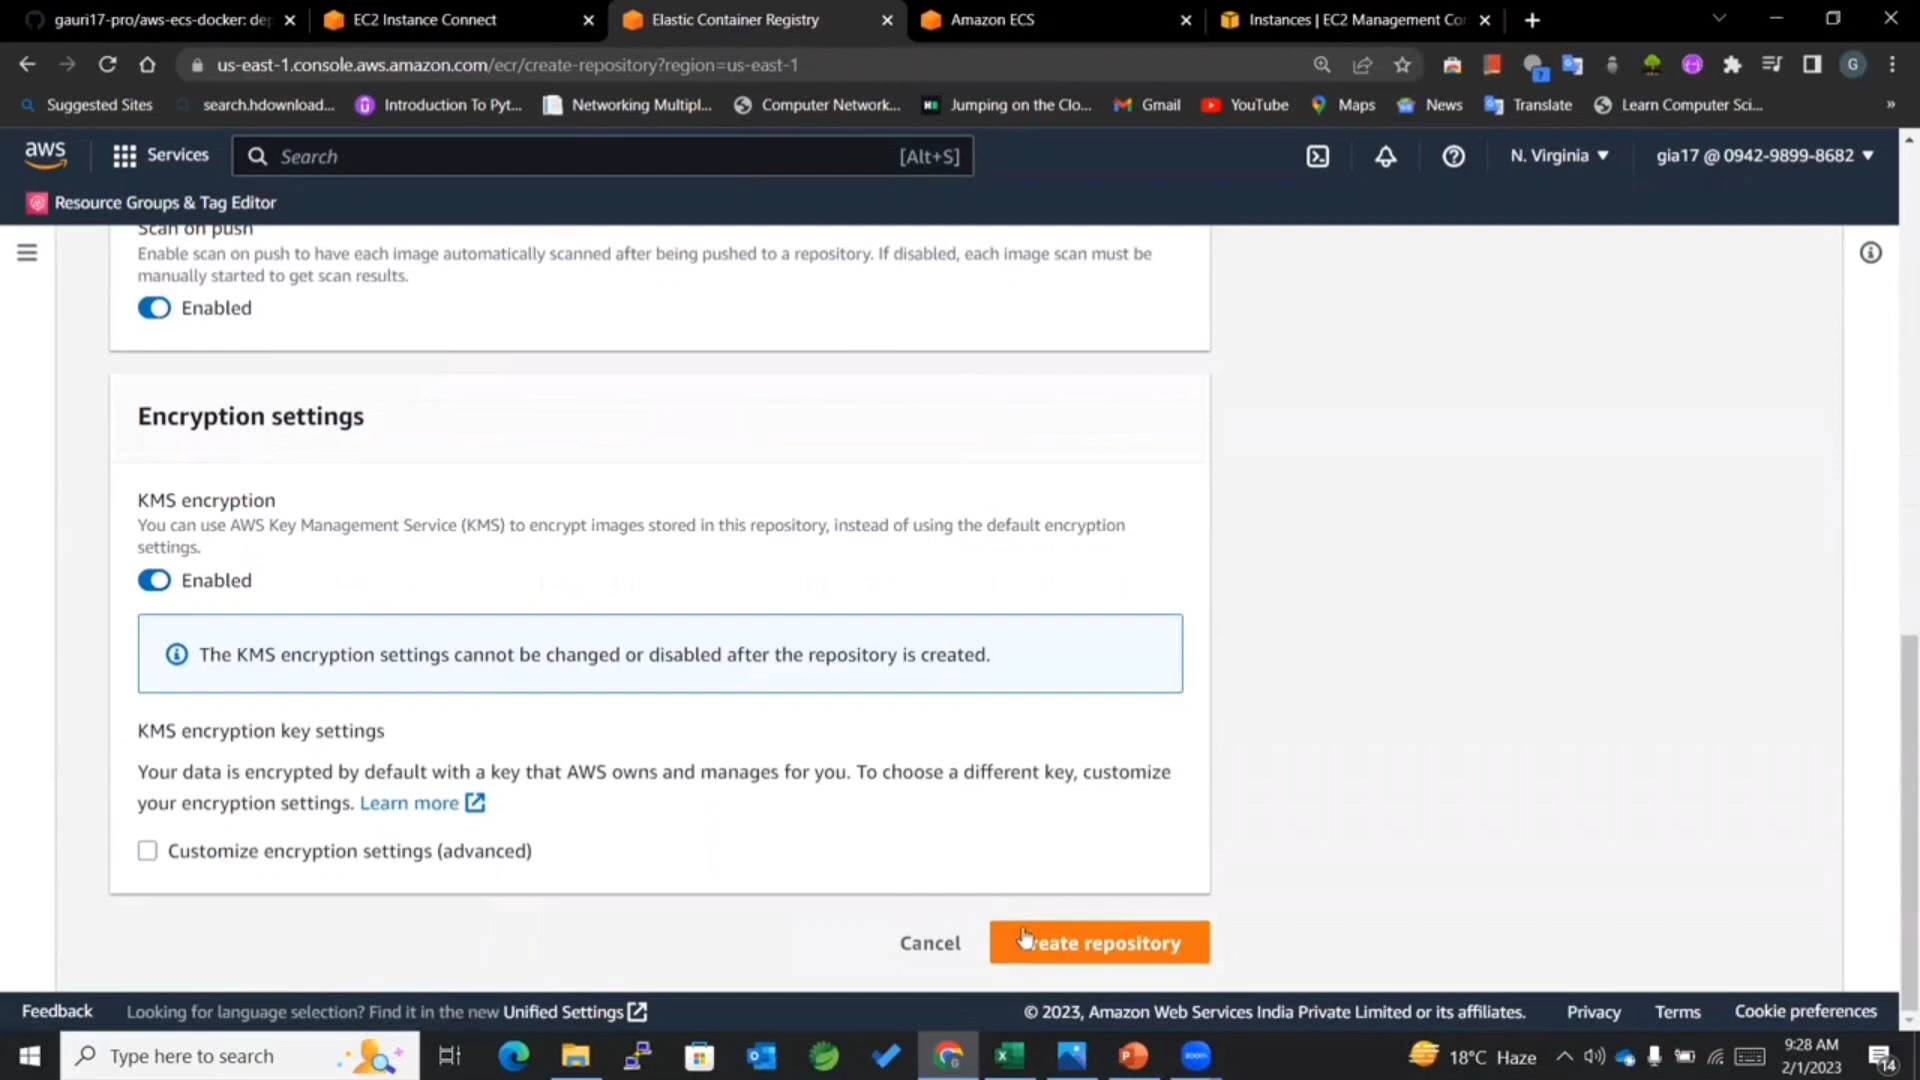 gauri17-pro/aws-ecs-docker: dep
EC2 Instance Connect
Elastic Container Registry
Amazon ECS
Instances | EC2 Management Co
us-east-1.console.aws.amazon.com/ecr/create-repository?region=us-east-1
G
Suggested Sites
search.hdownload...
Introduction To Pyt...
Networking Multipl...
Computer Network...
Jumping on the Clo...
Gmail
YouTube
Maps
News
Translate
Learn Computer Sci...
»
aws
Services
Search
[Alt+S]
N. Virginia
gia17 @ 0942-9899-8682
Resource Groups & Tag Editor
Scan on push
Enable scan on push to have each image automatically scanned after being pushed to a repository. If disabled, each image scan must be
manually started to get scan results.
Enabled
Encryption settings
KMS encryption
You can use AWS Key Management Service (KMS) to encrypt images stored in this repository, instead of using the default encryption
settings.
Enabled
The KMS encryption settings cannot be changed or disabled after the repository is created.
KMS encryption key settings
Your data is encrypted by default with a key that AWS owns and manages for you. To choose a different key, customize
your encryption settings. Learn more
Customize encryption settings (advanced)
Cancel
Create repository
Feedback
Looking for language selection? Find it in the new Unified Settings
© 2023, Amazon Web Services India Private Limited or its affiliates.
Privacy
Terms
Cookie preferences
Type here to search
zoom
18°C Haze
9:28 AM
2/1/2023
14